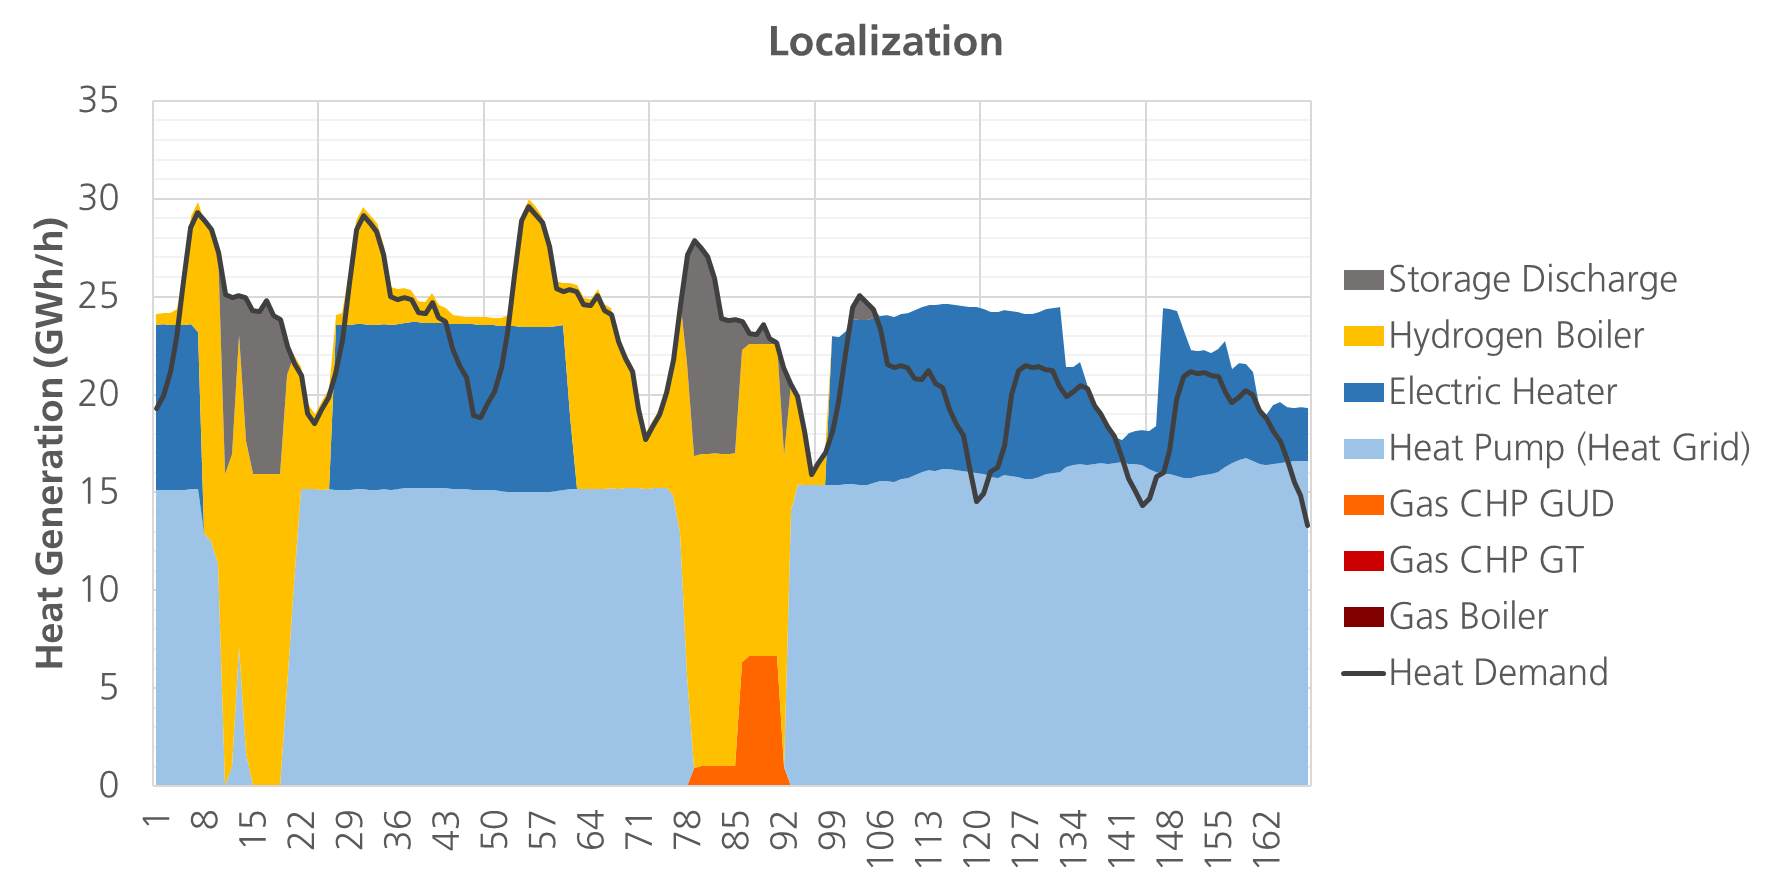 Localization
Heat Generation (GWh/h)
35
30
25
20
15
10
5
0
1 8 15 22 29 36 43 50 57 64 71 78 85 92 99 106 113 120 127 134 141 148 155 162
Storage Discharge
Hydrogen Boiler
Electric Heater
Heat Pump (Heat Grid)
Gas CHP GUD
Gas CHP GT
Gas Boiler
Heat Demand